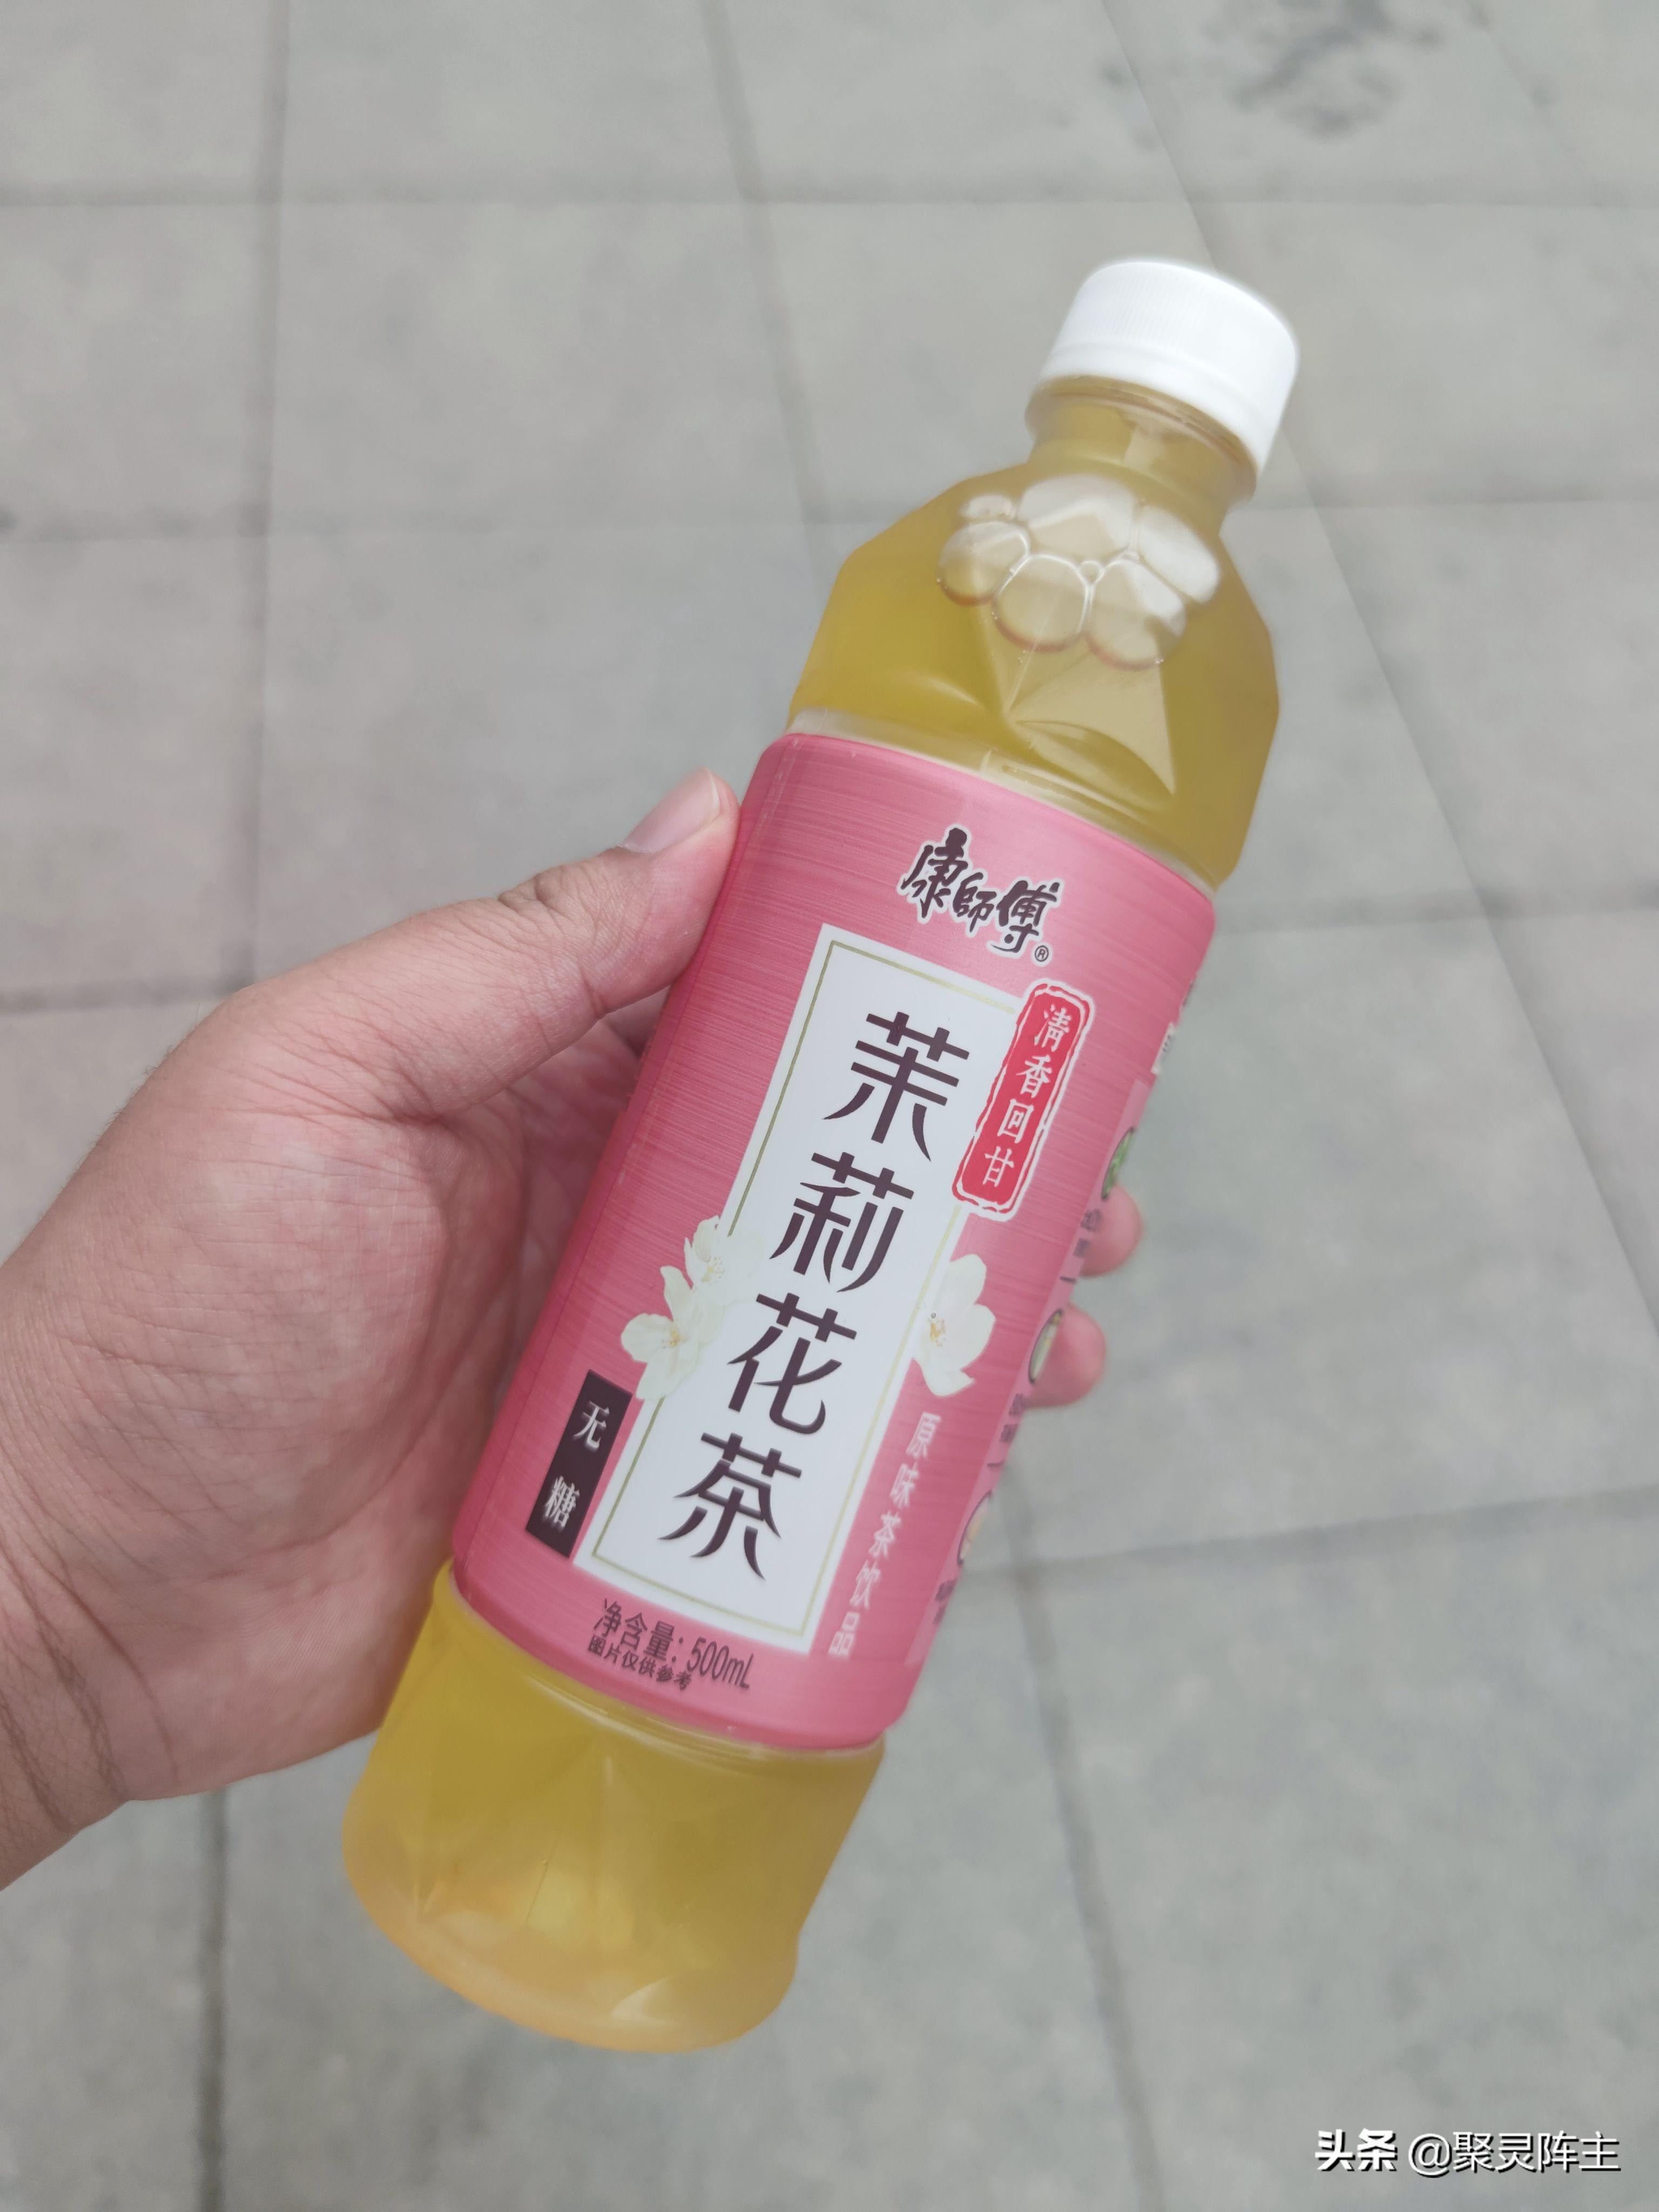 康師傅®
清香回甘
茉莉花茶
无糖
原味茶饮品
净含量：500mL
图片仅供参考
头条 @聚灵阵主